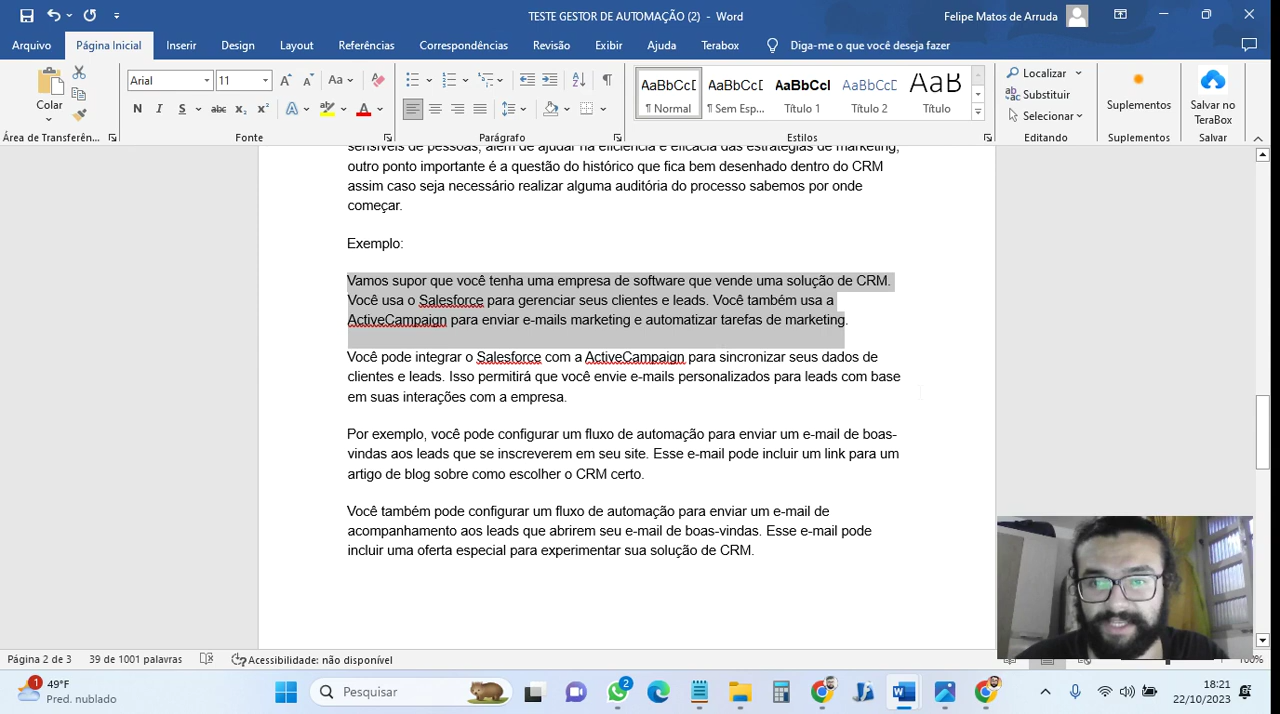 TESTE GESTOR DE AUTOMAÇÃO (2) - Word
Felipe Matos de Arruda
Arquivo
Página Inicial
Inserir
Design
Layout
Referências
Correspondências
Revisão
Exibir
Ajuda
Terabox
Diga-me o que você deseja fazer
Colar
Área de Transferên...
Arial
11
Aa
N I S abc x₂ x²
A
A
Fonte
Parágrafo
AaBbCcD
¶ Normal
AaBbCcD
¶ Sem Esp...
AaBbCcI
Título 1
AaBbCcD
Título 2
AaB
Título
Estilos
Localizar
Substituir
Selecionar
Editando
Suplementos
Suplementos
Salvar no
TeraBox
Salvar
sensíveis de pessoas, além de ajudar na eficiência e eficácia das estratégias de marketing,
outro ponto importante é a questão do histórico que fica bem desenhado dentro do CRM
assim caso seja necessário realizar alguma auditória do processo sabemos por onde
começar.
Exemplo:
Vamos supor que você tenha uma empresa de software que vende uma solução de CRM.
Você usa o Salesforce para gerenciar seus clientes e leads. Você também usa a
ActiveCampaign para enviar e-mails marketing e automatizar tarefas de marketing.
Você pode integrar o Salesforce com a ActiveCampaign para sincronizar seus dados de
clientes e leads. Isso permitirá que você envie e-mails personalizados para leads com base
em suas interações com a empresa.
Por exemplo, você pode configurar um fluxo de automação para enviar um e-mail de boas-
vindas aos leads que se inscreverem em seu site. Esse e-mail pode incluir um link para um
artigo de blog sobre como escolher o CRM certo.
Você também pode configurar um fluxo de automação para enviar um e-mail de
acompanhamento aos leads que abrirem seu e-mail de boas-vindas. Esse e-mail pode
incluir uma oferta especial para experimentar sua solução de CRM.
Página 2 de 3
39 de 1001 palavras
Acessibilidade: não disponível
100%
1
49°F
Pred. nublado
Pesquisar
2
18:21
22/10/2023